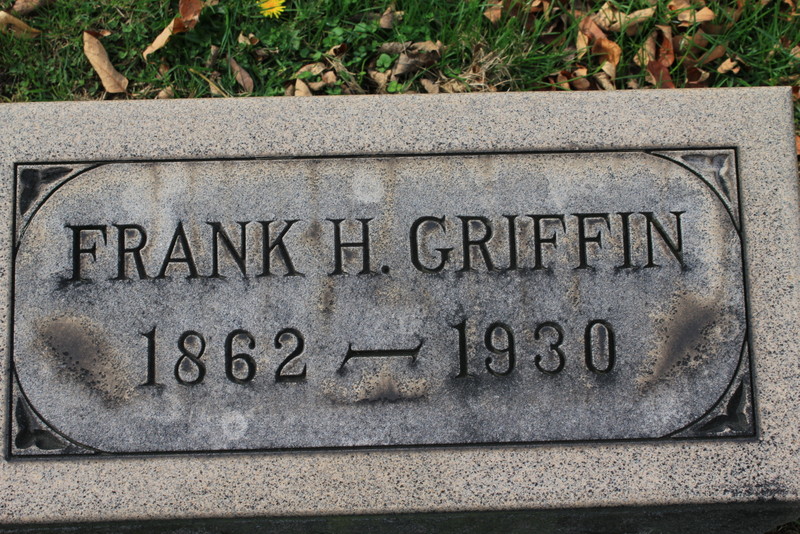 FRANK H. GRIFFIN
1862 — 1930